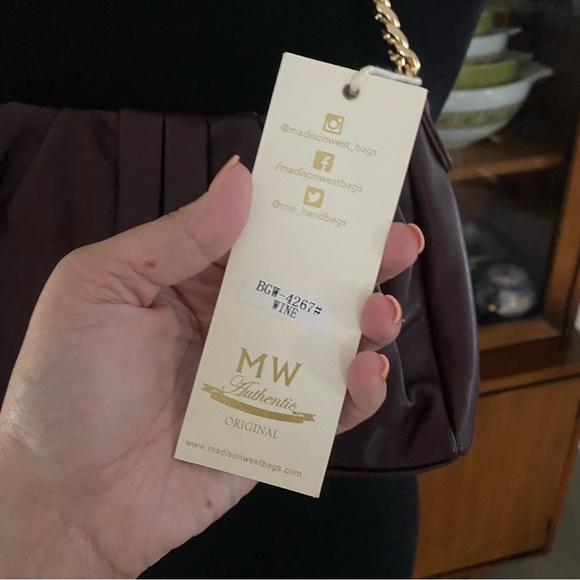 @madisonwest_bags
/madisonwestbags
@mw_handbags
BGW-4267#
WINE
MW
Authentic
ORIGINAL
www.madisonwestbags.com